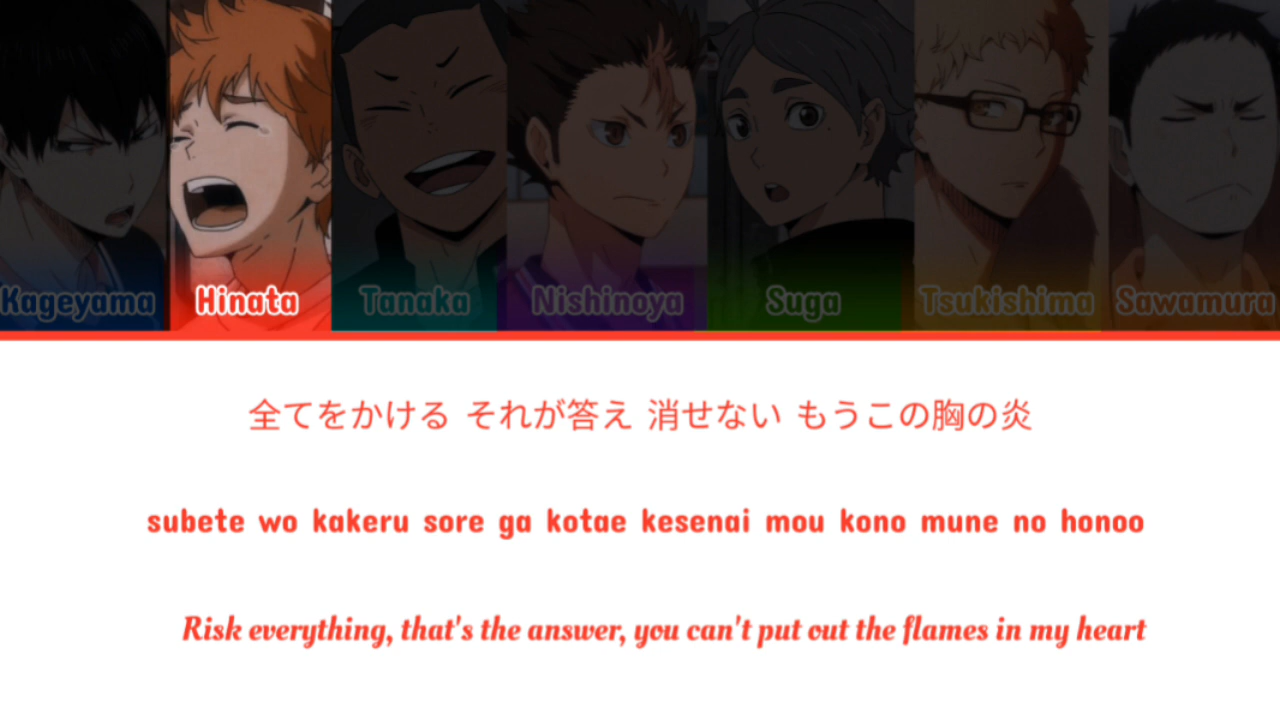 Kageyama Hinata Tanaka Nishinoya Suga Tsukishima Sawamura
全てをかける それが答え 消せない もうこの胸の炎
subete wo kakeru sore ga kotae kesenai mou kono mune no honoo
Risk everything, that's the answer, you can't put out the flames in my heart